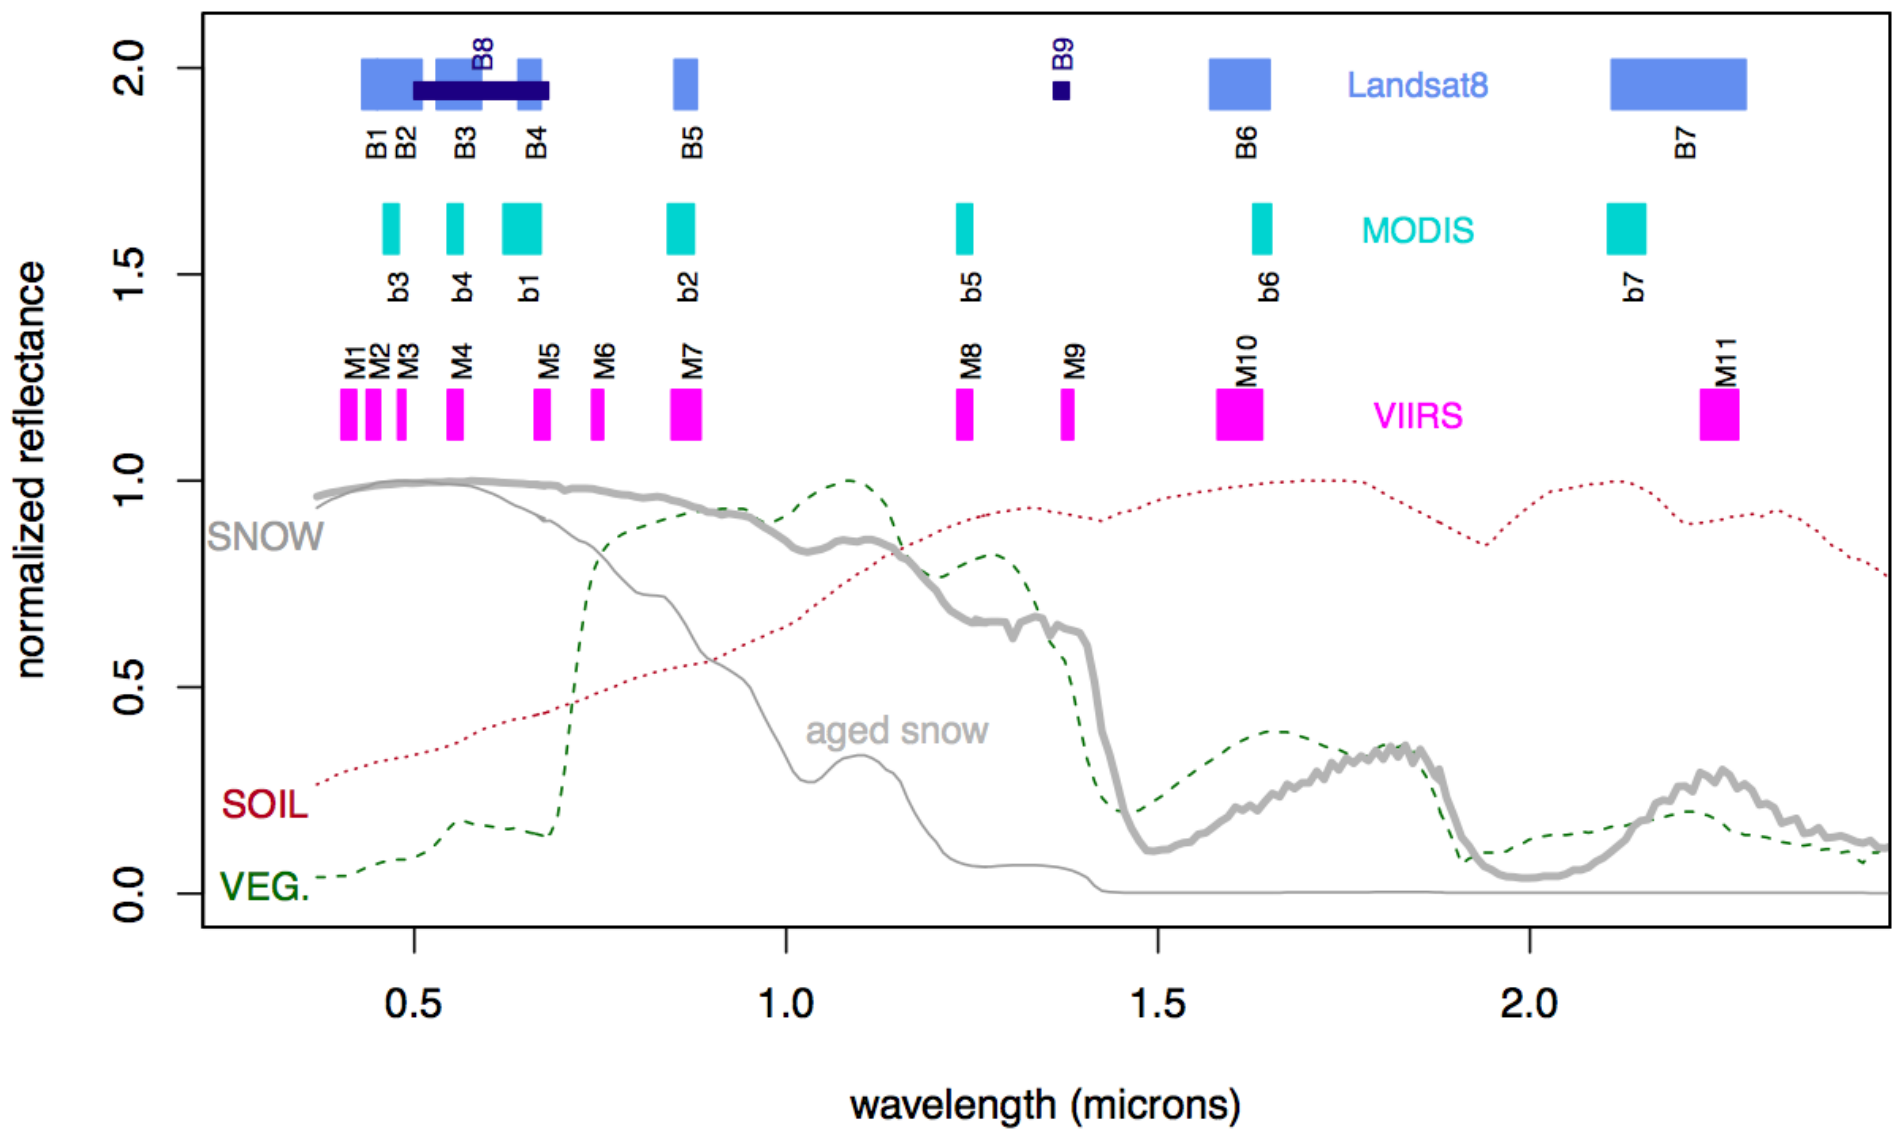 normalized reflectance
2.0
1.5
1.0
0.5
0.0
B8
B9
Landsat8
B1
B2
B3
B4
B5
B6
B7
MODIS
b3
b4
b1
b2
b5
b6
b7
M1
M2
M3
M4
M5
M6
M7
M8
M9
M10
M11
VIIRS
SNOW
aged snow
SOIL
VEG.
0.5
1.0
1.5
2.0
wavelength (microns)